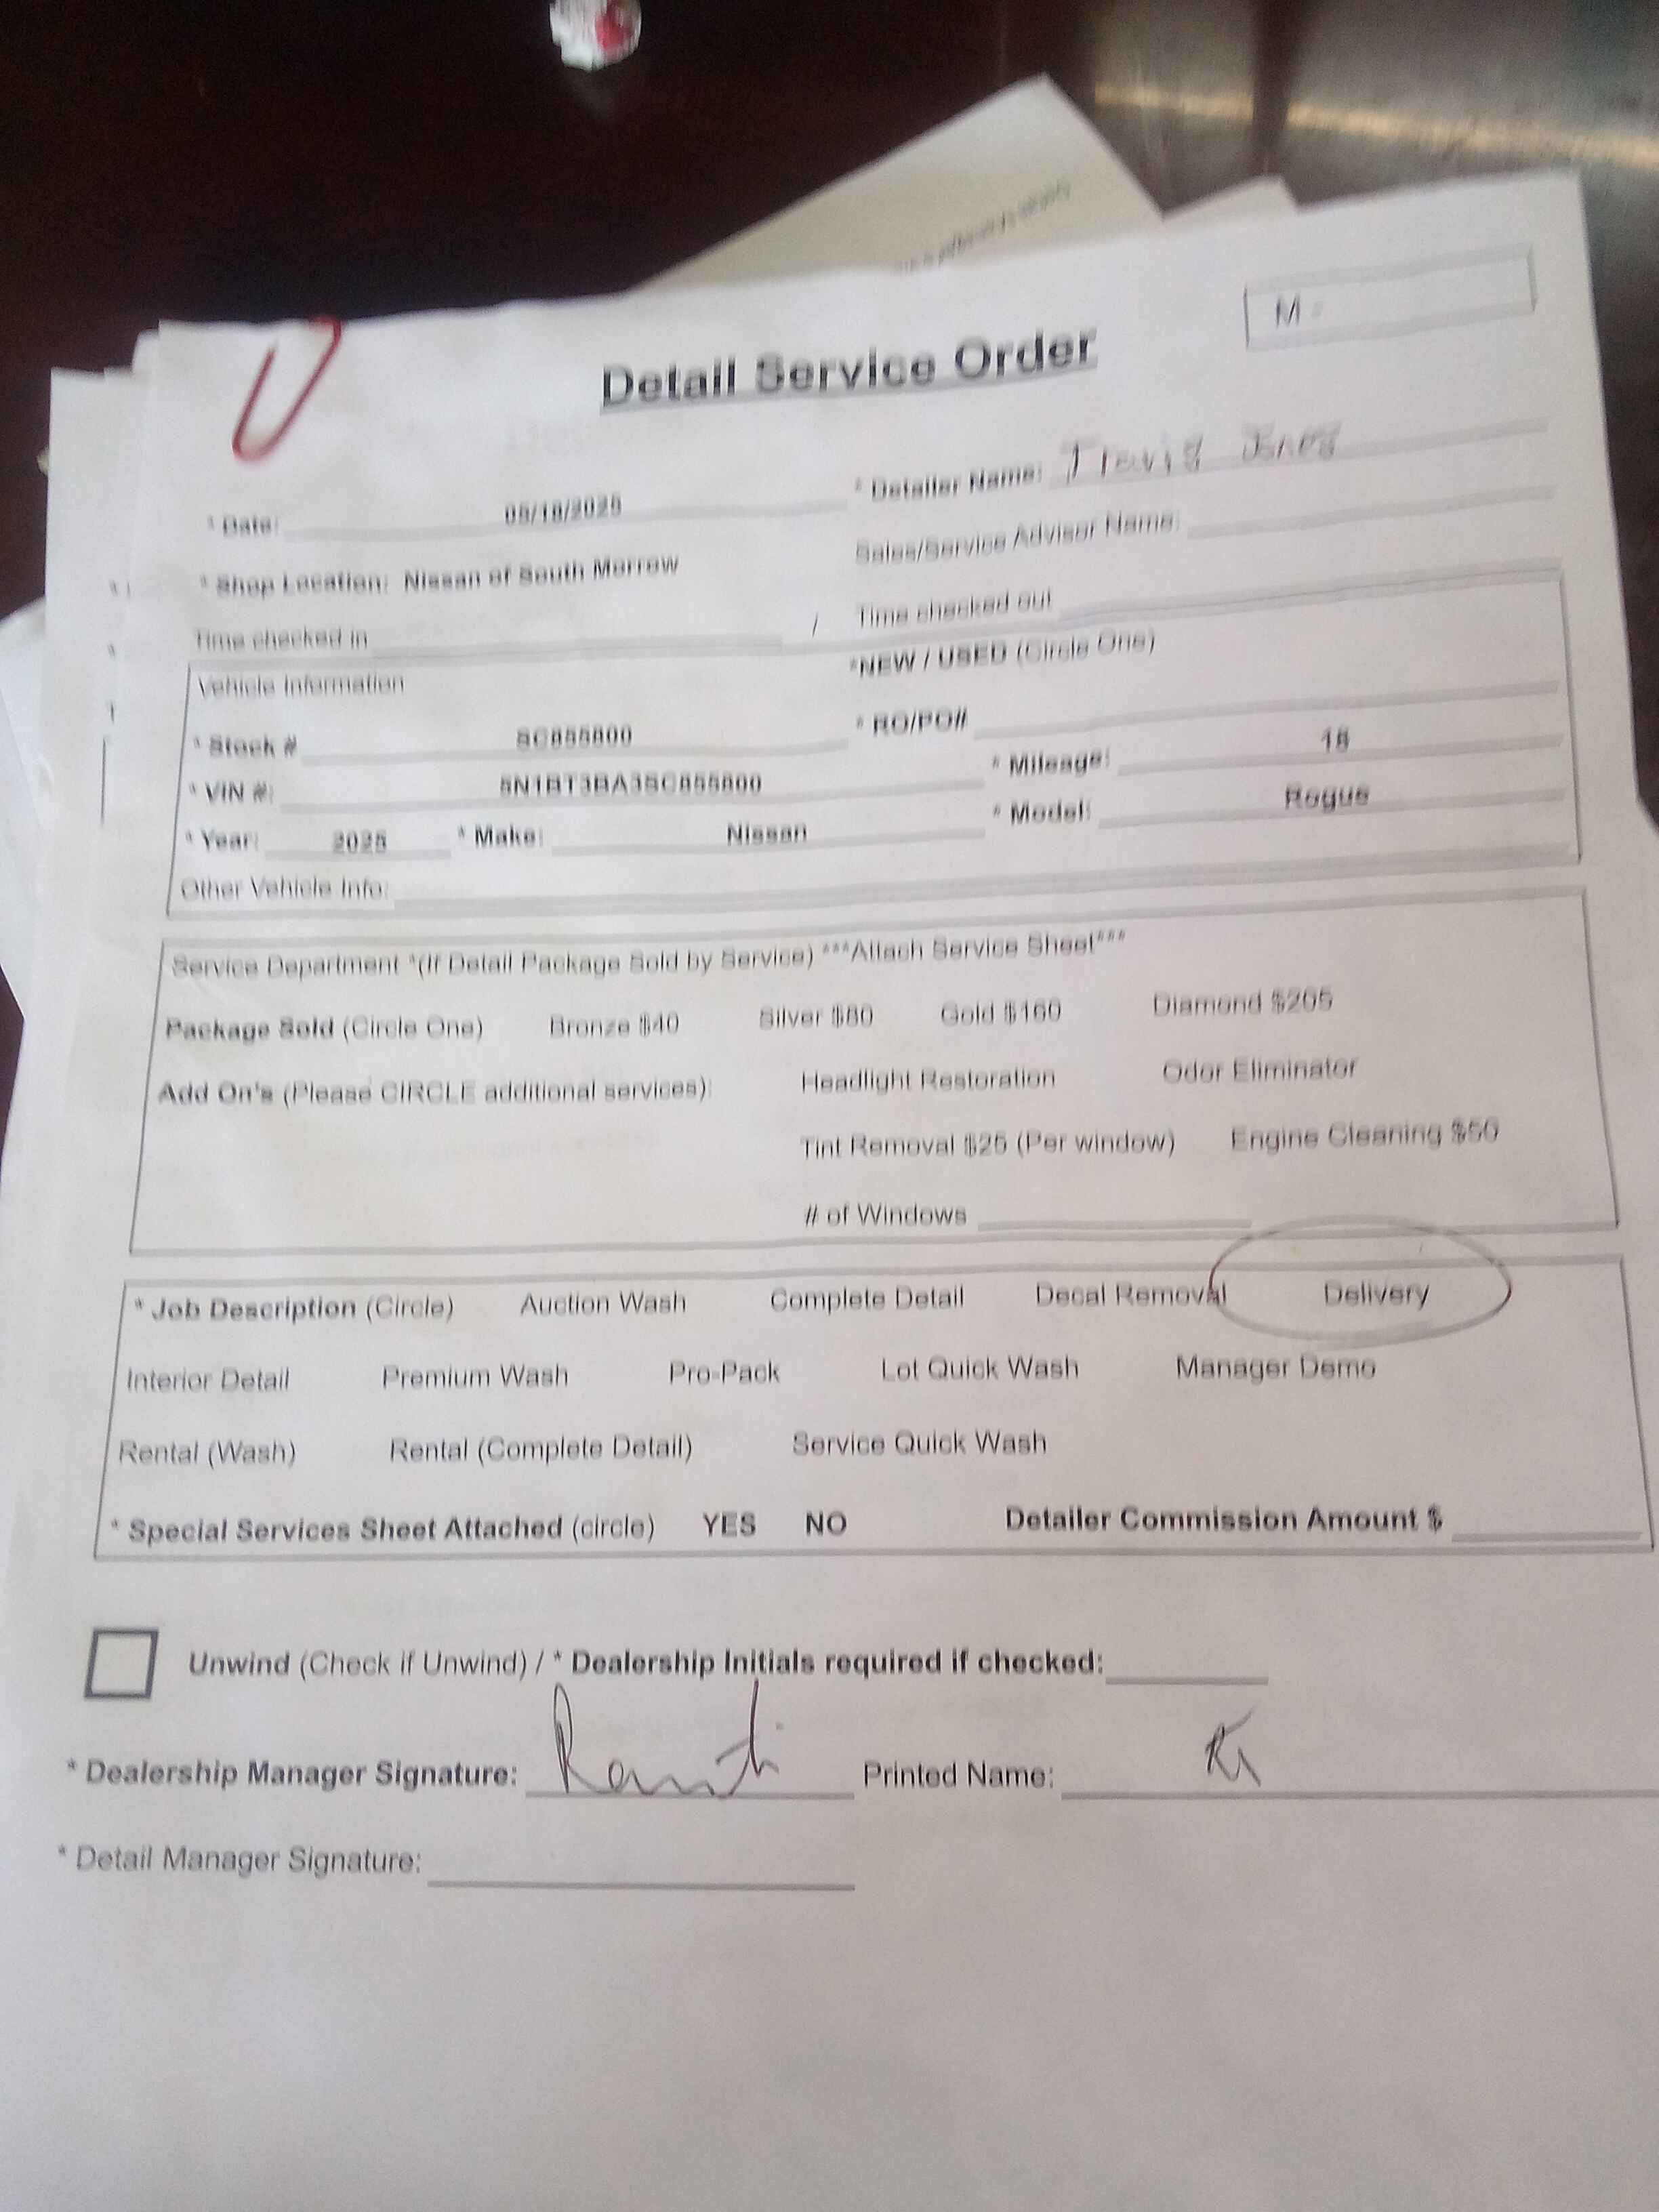 M -
Detail Service Order
* Date: 05/18/2025 * Detailer Name: Travis Jones
* Shop Location: Nissan of South Morrow Sales/Service Advisor Name:
Time checked in / Time checked out
Vehicle Information *NEW / USED (Circle One)
* Stock # SC855800 * RO/PO#
* VIN #: 5N1BT3BA3SC855800 * Mileage: 18
* Year: 2025 * Make: Nissan * Model: Rogue
Other Vehicle Info:
Service Department *(If Detail Package Sold by Service) ***Attach Service Sheet***
Package Sold (Circle One) Bronze $40 Silver $80 Gold $160 Diamond $205
Add On's (Please CIRCLE additional services): Headlight Restoration Odor Eliminator
Tint Removal $25 (Per window) Engine Cleaning $50
# of Windows
* Job Description (Circle) Auction Wash Complete Detail Decal Removal Delivery
Interior Detail Premium Wash Pro-Pack Lot Quick Wash Manager Demo
Rental (Wash) Rental (Complete Detail) Service Quick Wash
* Special Services Sheet Attached (circle) YES NO Detailer Commission Amount $
Unwind (Check if Unwind) / * Dealership Initials required if checked:
* Dealership Manager Signature: Printed Name:
* Detail Manager Signature: